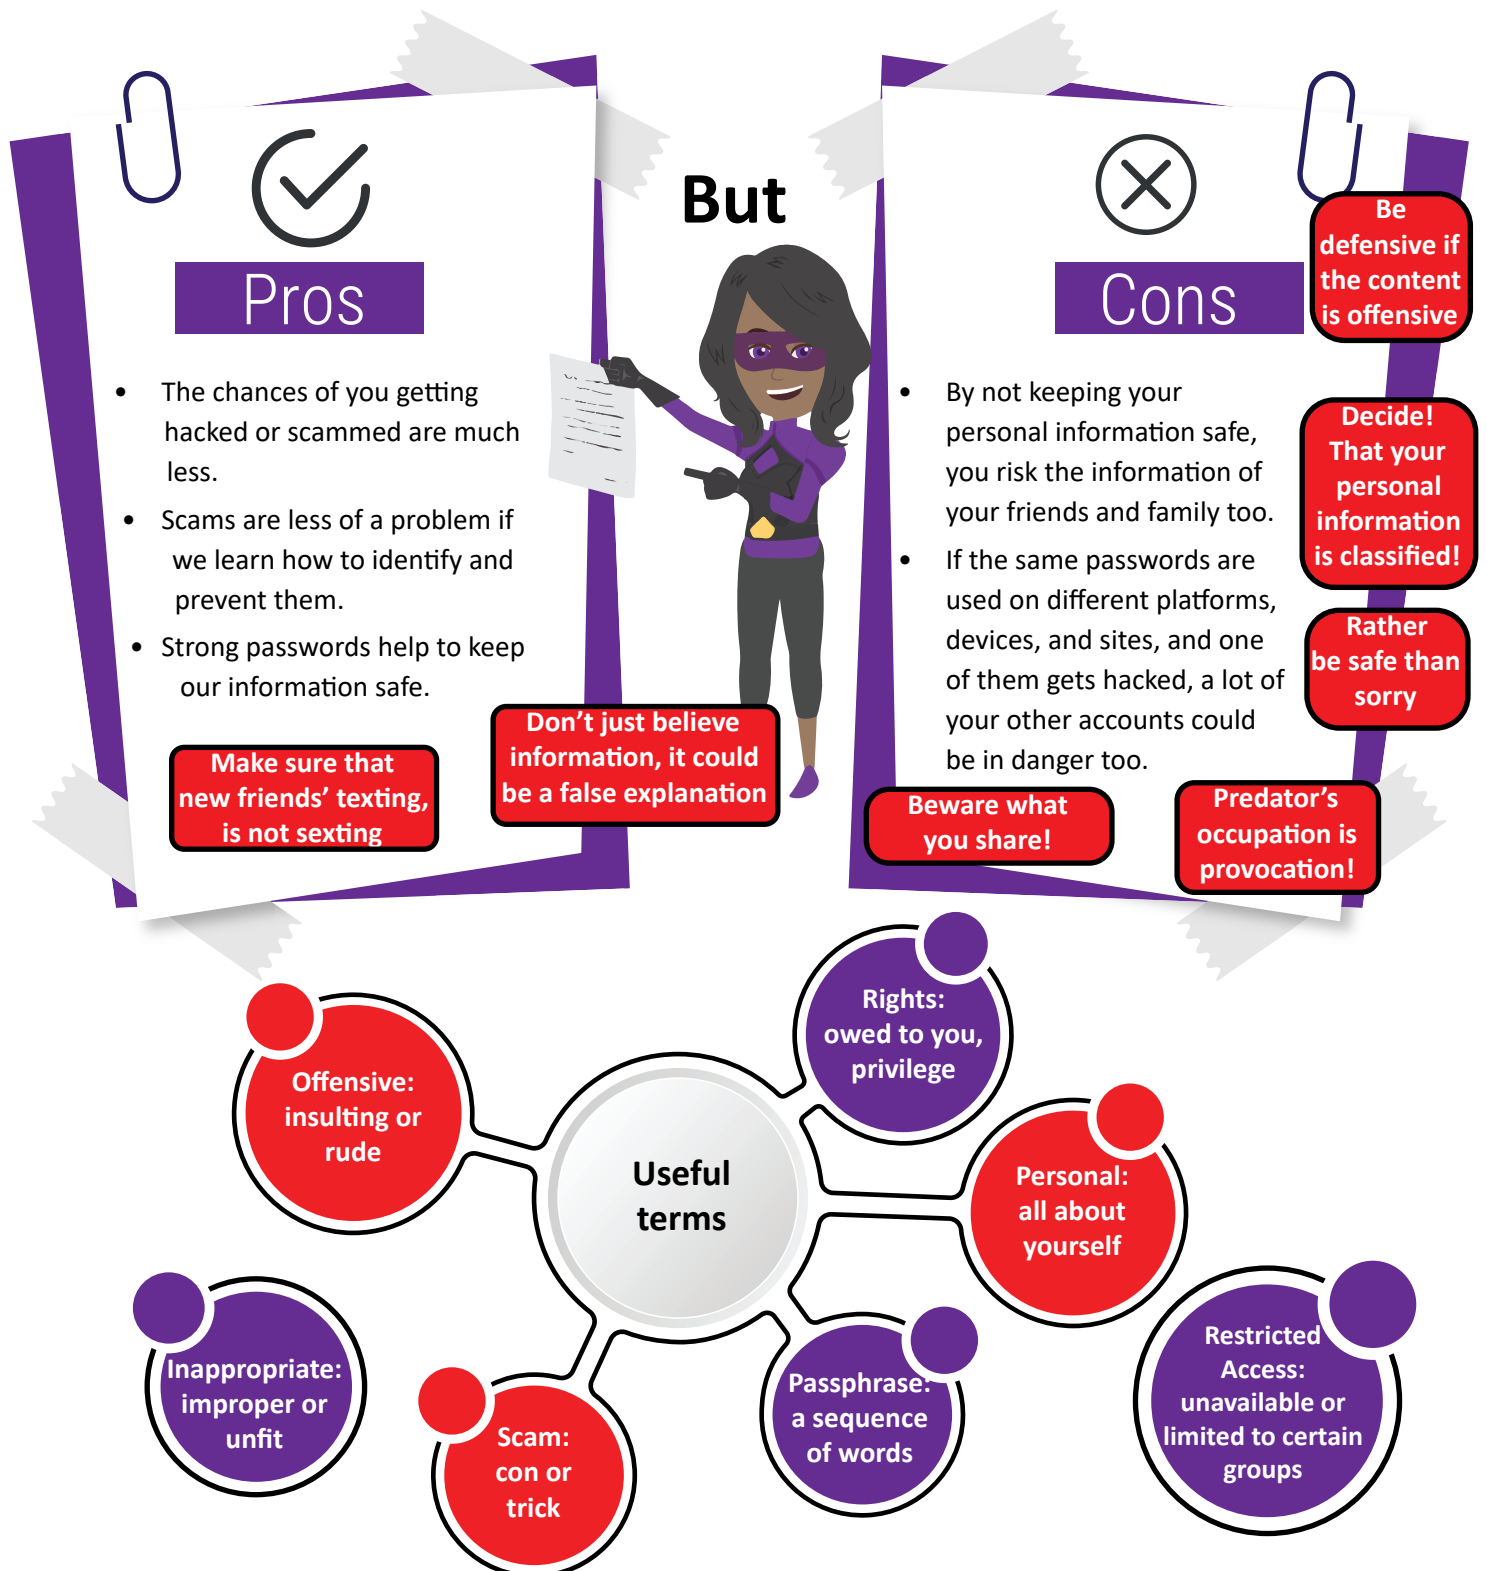 But
Pros
The chances of you getting
hacked or scammed are much
less.
Scams are less of a problem if
we learn how to identify and
prevent them.
Strong passwords help to keep
our information safe.
Make sure that
new friends’ texting,
is not sexting
Don’t just believe
information, it could
be a false explanation
Cons
By not keeping your
personal information safe,
you risk the information of
your friends and family too.
If the same passwords are
used on different platforms,
devices, and sites, and one
of them gets hacked, a lot of
your other accounts could
be in danger too.
Be
defensive if
the content
is offensive
Decide!
That your
personal
information
is classified!
Rather
be safe than
sorry
Beware what
you share!
Predator’s
occupation is
provocation!
Useful
terms
Offensive:
insulting or
rude
Rights:
owed to you,
privilege
Personal:
all about
yourself
Inappropriate:
improper or
unfit
Scam:
con or
trick
Passphrase:
a sequence
of words
Restricted
Access:
unavailable or
limited to certain
groups